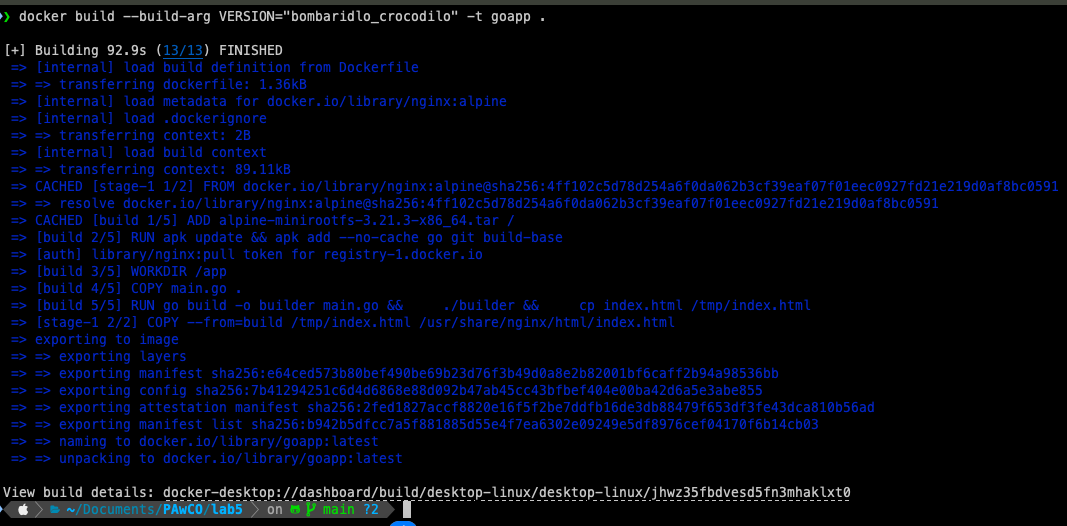 ❯ docker build --build-arg VERSION="bombaridlo_crocodilo" -t goapp .
[+] Building 92.9s (13/13) FINISHED
=> [internal] load build definition from Dockerfile
=> => transferring dockerfile: 1.36kB
=> [internal] load metadata for docker.io/library/nginx:alpine
=> [internal] load .dockerignore
=> => transferring context: 2B
=> [internal] load build context
=> => transferring context: 89.11kB
=> CACHED [stage-1 1/2] FROM docker.io/library/nginx:alpine@sha256:4ff102c5d78d254a6f0da062b3cf39eaf07f01eec0927fd21e219d0af8bc0591
=> => resolve docker.io/library/nginx:alpine@sha256:4ff102c5d78d254a6f0da062b3cf39eaf07f01eec0927fd21e219d0af8bc0591
=> CACHED [build 1/5] ADD alpine-minirootfs-3.21.3-x86_64.tar /
=> [build 2/5] RUN apk update && apk add --no-cache go git build-base
=> [auth] library/nginx:pull token for registry-1.docker.io
=> [build 3/5] WORKDIR /app
=> [build 4/5] COPY main.go .
=> [build 5/5] RUN go build -o builder main.go &&     ./builder &&     cp index.html /tmp/index.html
=> [stage-1 2/2] COPY --from=build /tmp/index.html /usr/share/nginx/html/index.html
=> exporting to image
=> => exporting layers
=> => exporting manifest sha256:e64ced573b80bef490be69b23d76f3b49d0a8e2b82001bf6caff2b94a98536bb
=> => exporting config sha256:7b41294251c6d4d6868e88d092b47ab45cc43bfbef404e00ba42d6a5e3abe855
=> => exporting attestation manifest sha256:2fed1827accf8820e16f5f2be7ddfb16de3db88479f653df3fe43dca810b56ad
=> => exporting manifest list sha256:b942b5dfcc7a5f881885d55e4f7ea6302e09249e5df8976cef04170f6b14cb03
=> => naming to docker.io/library/goapp:latest
=> => unpacking to docker.io/library/goapp:latest
View build details: docker-desktop://dashboard/build/desktop-linux/desktop-linux/jhwz35fbdvesd5fn3mhaklxt0
~/Documents/PAwCO/lab5 on main ?2